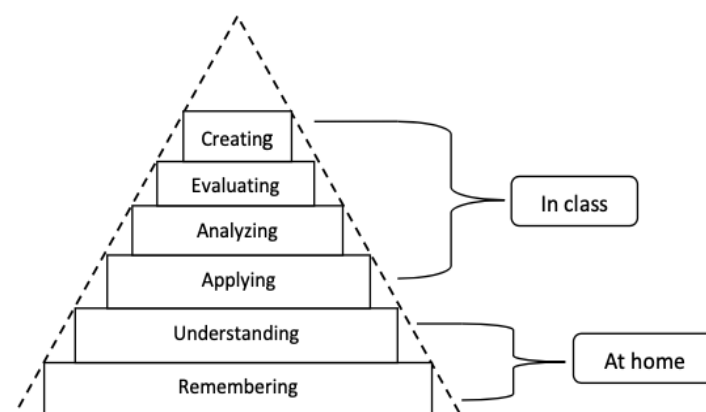 Creating
Evaluating
In class
Analyzing
Applying
Understanding
At home
Remembering